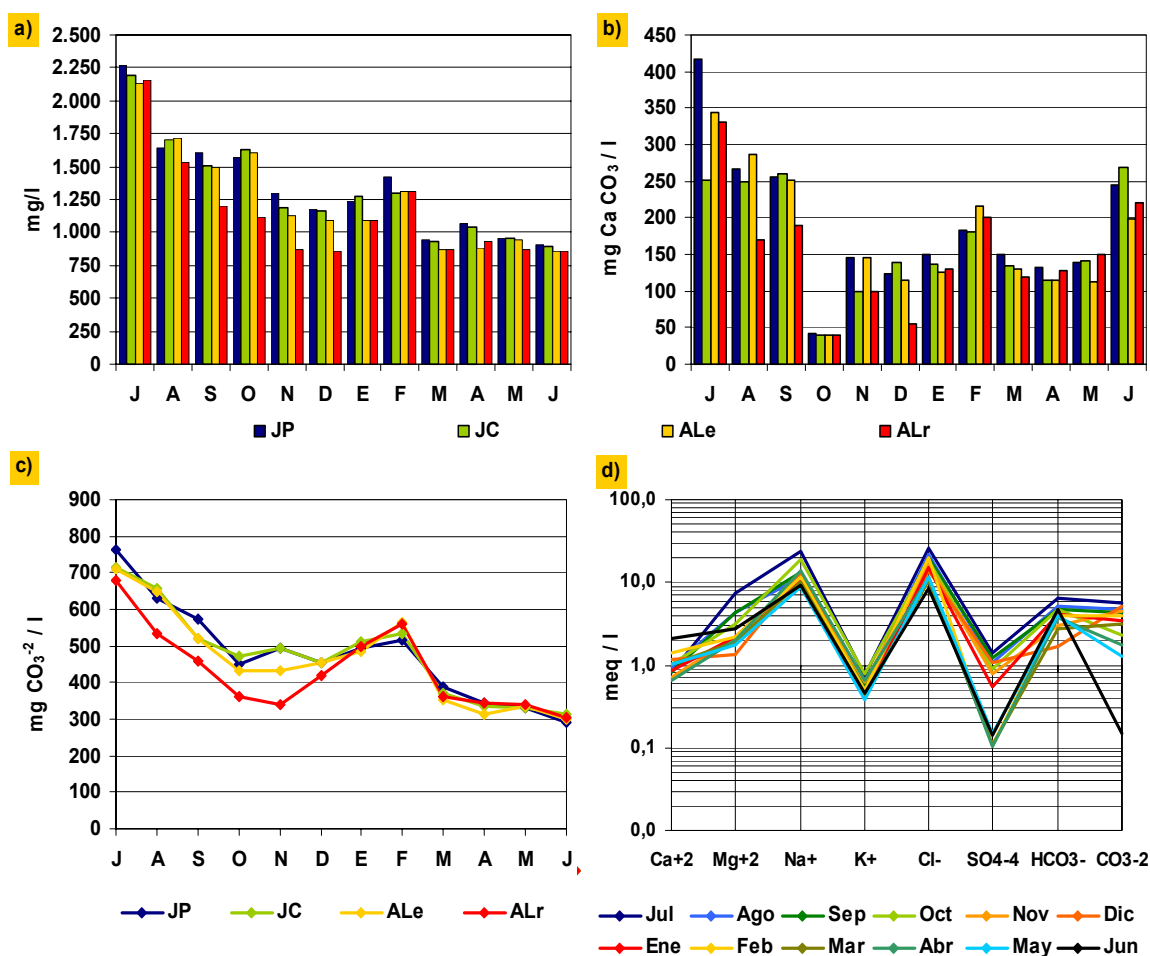 a)
2.500
2.250
2.000
1.750
1.500
1.250
1.000
750
500
250
0
mg/l
J A S O N D E F M A M J
b)
450
400
350
300
250
200
150
100
50
0
mg Ca CO3 / l
J A S O N D E F M A M J
JP JC ALe ALr
c)
900
800
700
600
500
400
300
200
100
0
mg CO3-2 / l
J A S O N D E F M A M J
JP JC ALe ALr
d)
100,0
10,0
1,0
0,1
0,0
meq / l
Ca+2 Mg+2 Na+ K+ Cl- SO4-4 HCO3- CO3-2
Jul Ago Sep Oct Nov Dic
Ene Feb Mar Abr May Jun